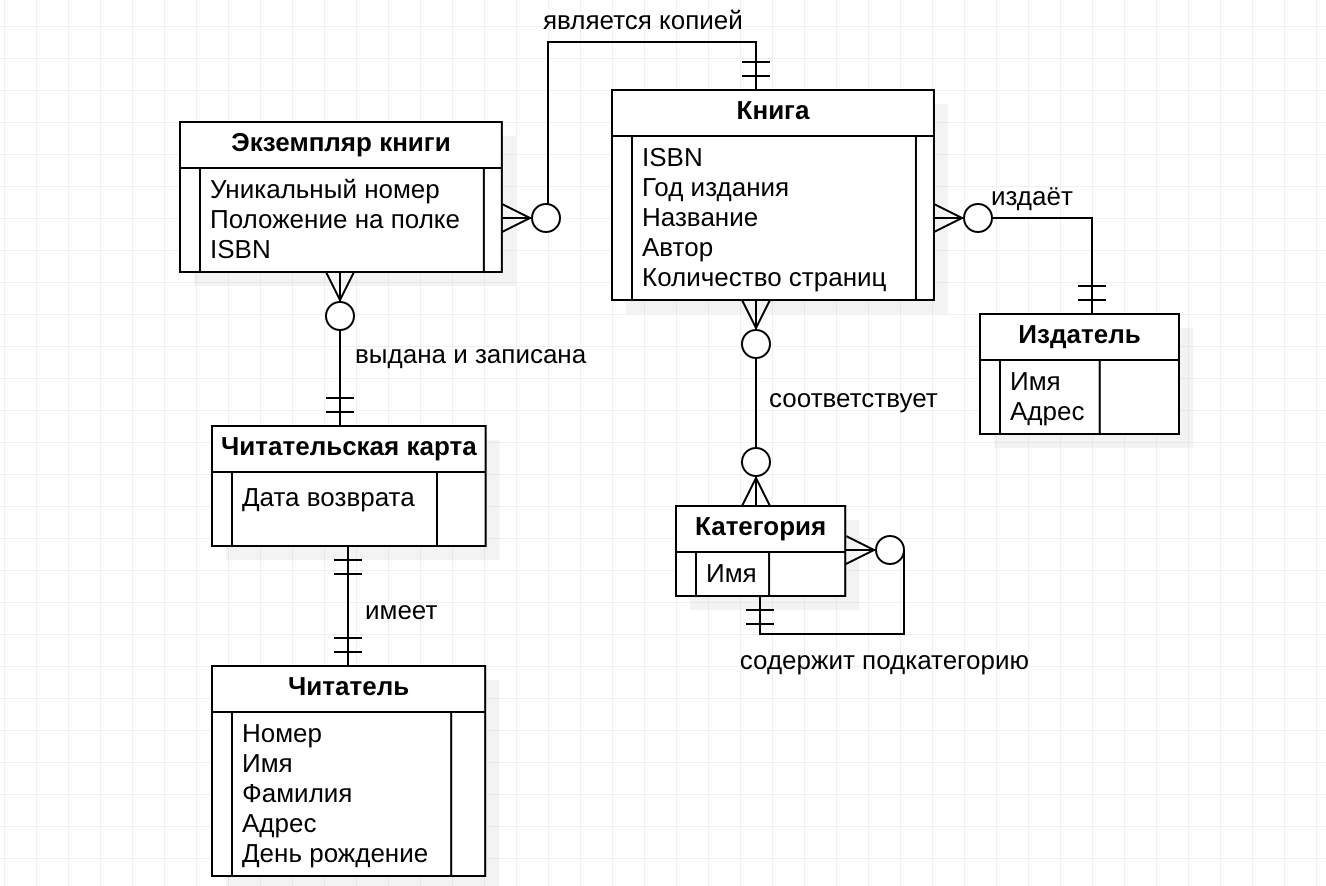 является копией
Книга
ISBN
Год издания
Название
Автор
Количество страниц
Экземпляр книги
Уникальный номер
Положение на полке
ISBN
издаёт
Издатель
Имя
Адрес
выдана и записана
соответствует
Читательская карта
Дата возврата
Категория
Имя
содержит подкатегорию
имеет
Читатель
Номер
Имя
Фамилия
Адрес
День рождение